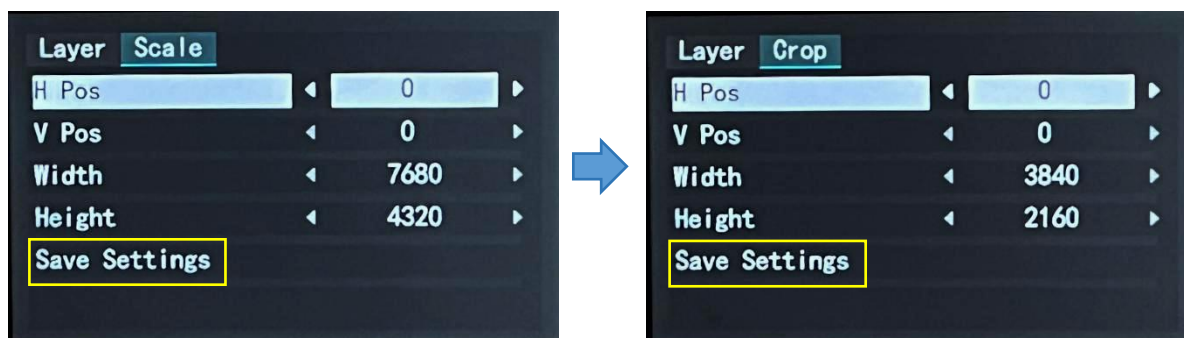 Layer Scale
H Pos 0
V Pos 0
Width 7680
Height 4320
Save Settings
Layer Crop
H Pos 0
V Pos 0
Width 3840
Height 2160
Save Settings